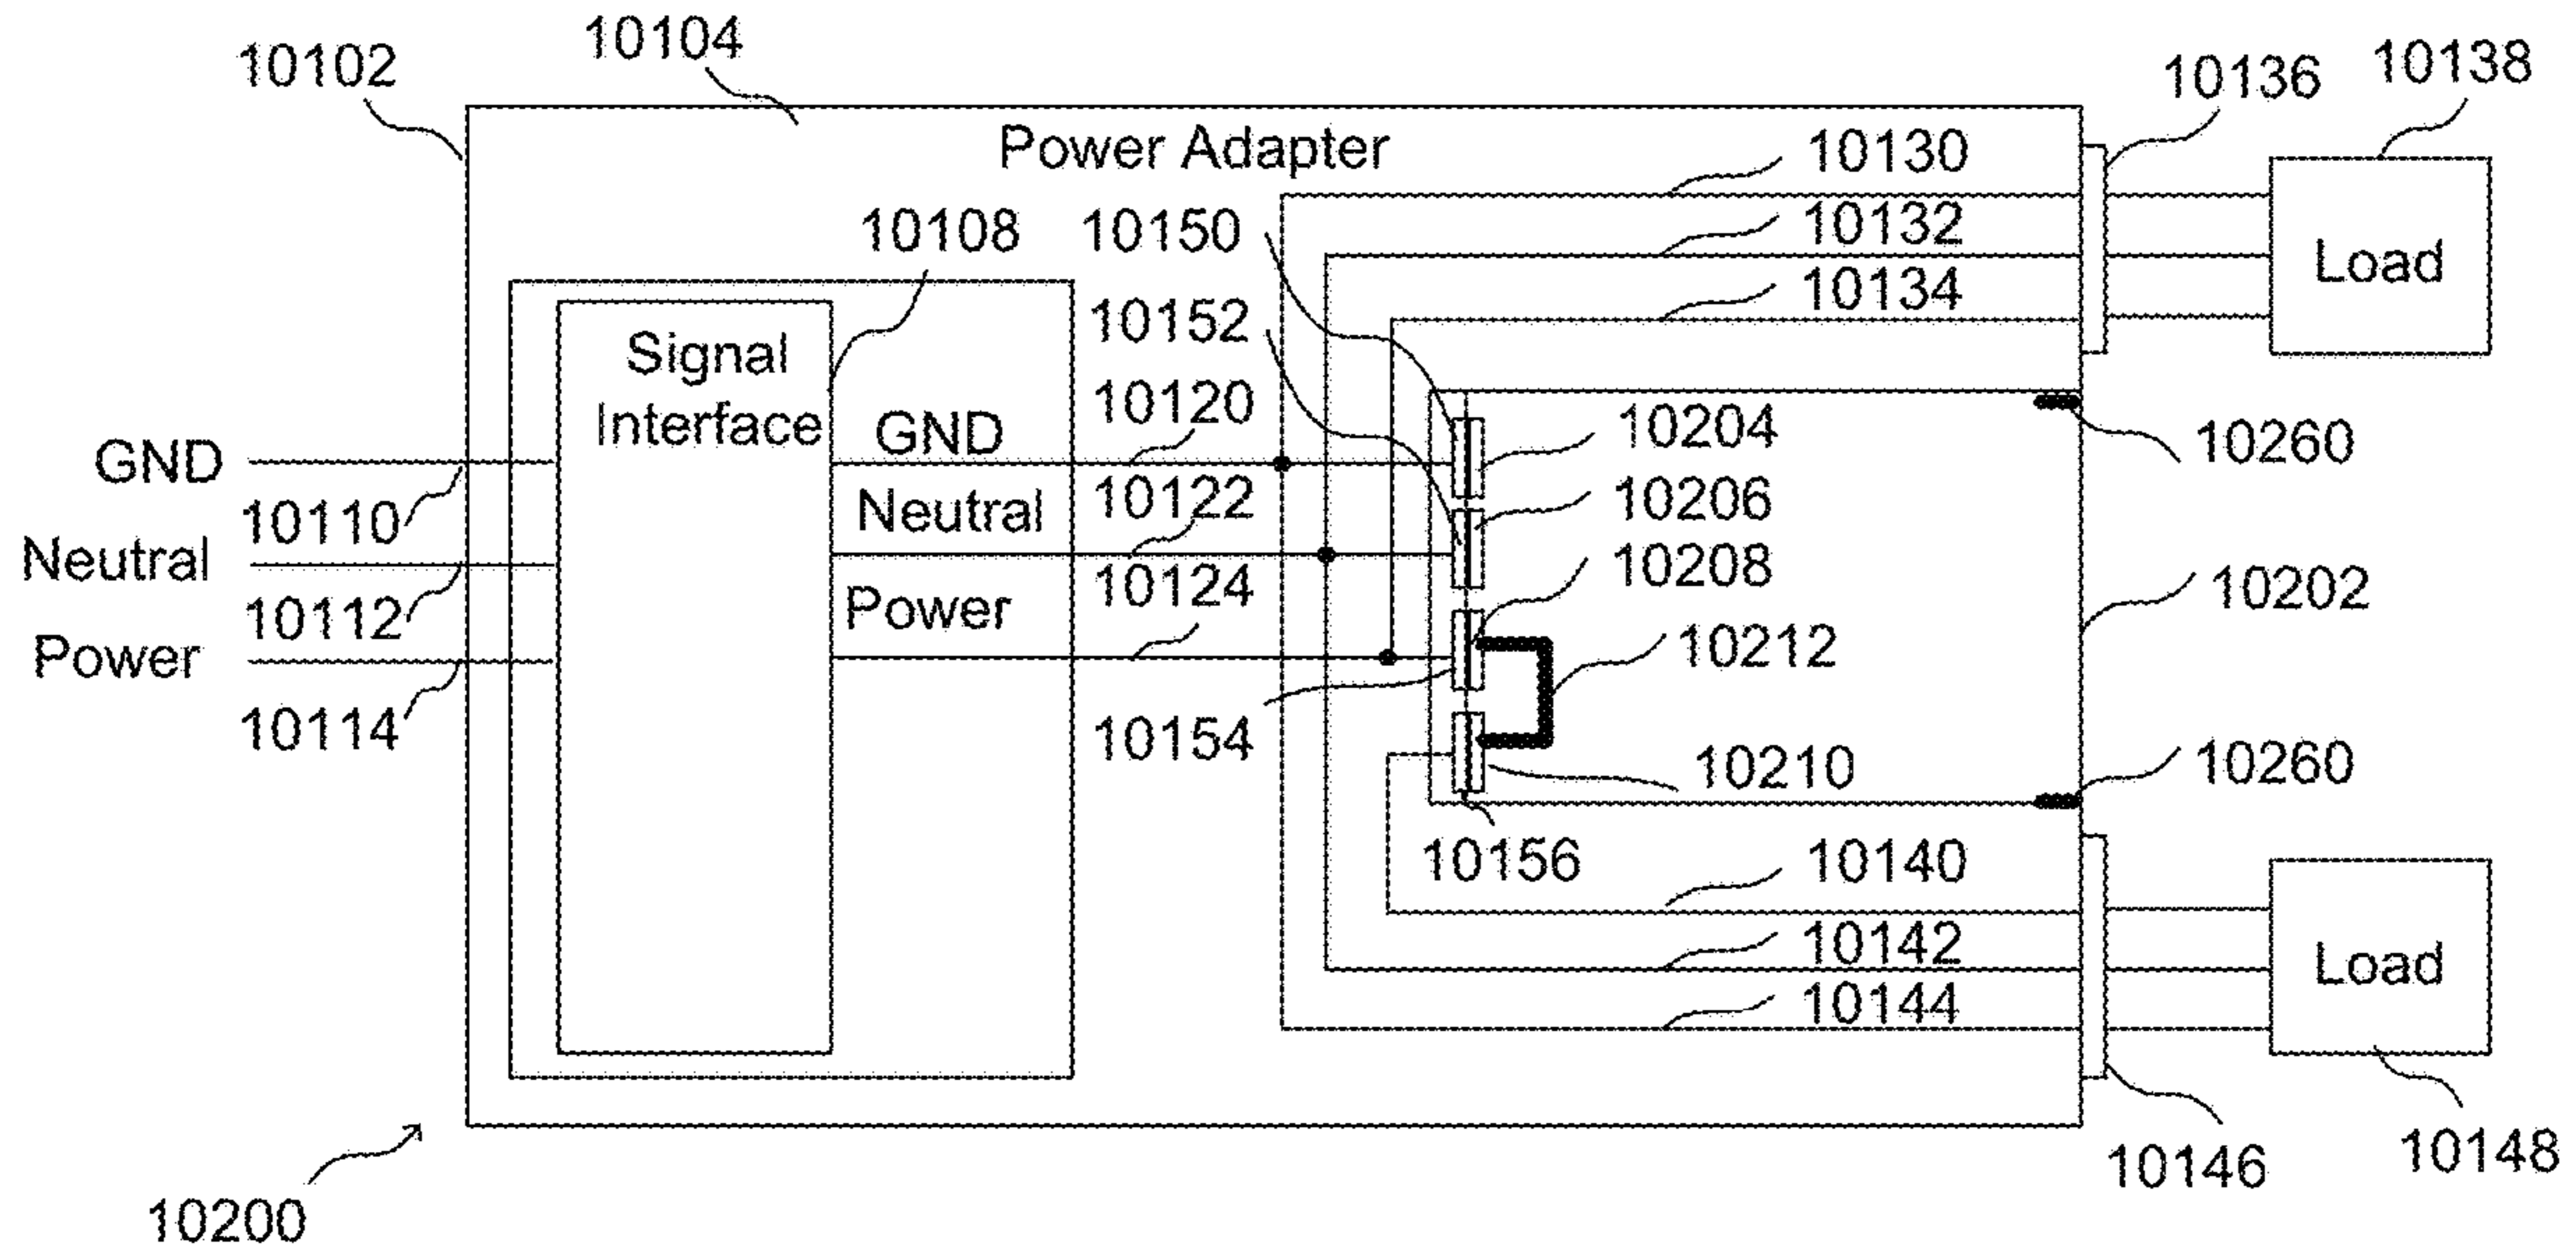 10104
10102
10136
10138
Power Adapter
10130
10150
10108
10132
Load
10134
10152
Signal
Interface
10120
GND
10204
10260
GND
10110
10122
Neutral
10206
Neutral
10112
10124
Power
10208
10202
Power
10114
10212
10154
10210
10260
10156
10140
10142
Load
10144
10146
10148
10200